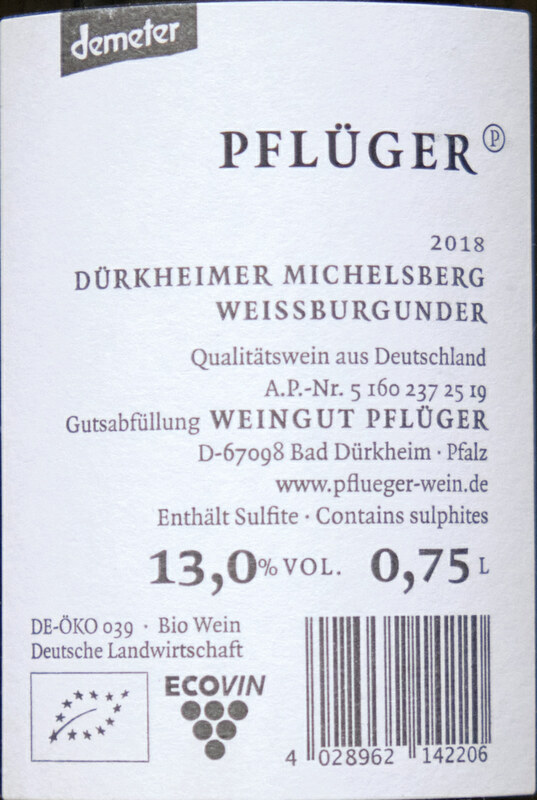 demeter
PFLÜGER Ⓟ
2018
DÜRKHEIMER MICHELSBERG
WEISSBURGUNDER
Qualitätswein aus Deutschland
A.P.-Nr. 5 160 237 25 19
Gutsabfüllung WEINGUT PFLÜGER
D-67098 Bad Dürkheim · Pfalz
www.pflueger-wein.de
Enthält Sulfite · Contains sulphites
13,0% VOL. 0,75 L
DE-ÖKO 039 · Bio Wein
Deutsche Landwirtschaft
ECOVIN
4 028962 142206